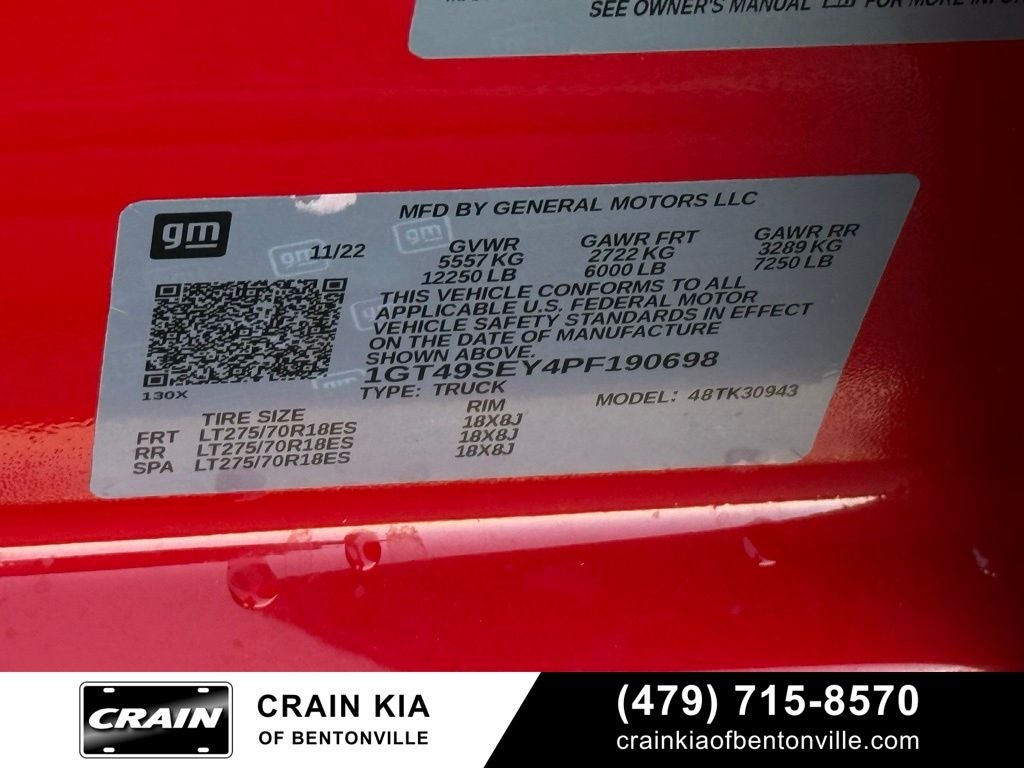 SEE OWNER'S MANUAL FOR MORE
gm
MFD BY GENERAL MOTORS LLC
11/22
GVWR GAWR FRT GAWR RR
5557 KG 2722 KG 3289 KG
12250 LB 6000 LB 7250 LB
THIS VEHICLE CONFORMS TO ALL
APPLICABLE U.S. FEDERAL MOTOR
VEHICLE SAFETY STANDARDS IN EFFECT
ON THE DATE OF MANUFACTURE
SHOWN ABOVE.
1GT49SEY4PF190698
130X
TYPE: TRUCK MODEL: 48TK30943
TIRE SIZE RIM
FRT LT275/70R18ES 18X8J
RR LT275/70R18ES 18X8J
SPA LT275/70R18ES 18X8J
CRAIN
CRAIN KIA
OF BENTONVILLE
(479) 715-8570
crainkiaofbentonville.com